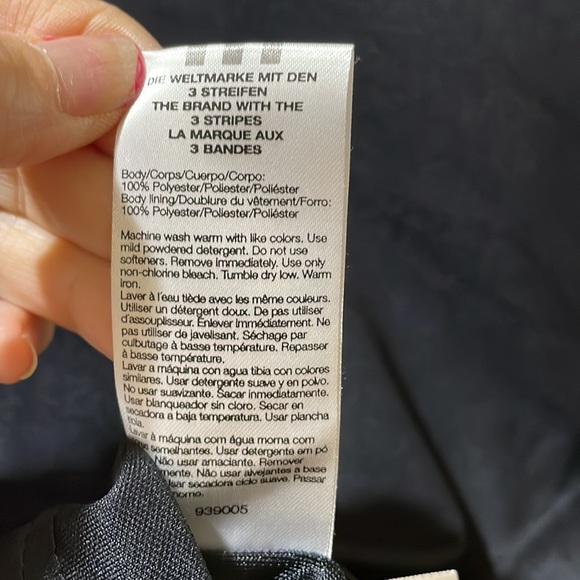 DIE WELTMARKE MIT DEN
3 STREIFEN
THE BRAND WITH THE
3 STRIPES
LA MARQUE AUX
3 BANDES
Body/Corps/Cuerpo/Corpo:
100% Polyester/Poliester/Poliéster
Body lining/Doublure du vêtement/Forro:
100% Polyester/Poliester/Poliéster
Machine wash warm with like colors. Use
mild powdered detergent. Do not use
softeners. Remove Immediately. Use only
non-chlorine bleach. Tumble dry low. Warm
iron.
Laver à l'eau tiède avec les même couleurs.
Utiliser un détergent doux. De pas utiliser
d'assouplisseur. Enlever Immédiatement. Ne
pas utiliser de javelisant. Séchage par
culbutage à basse température. Repasser
à basse température.
Lavar a máquina con agua tibia con colores
similares. Usar detergente suave y en polvo.
No usar suavizante. Sacar inmediatamente.
Usar blanqueador sin cloro. Secar en
secadora a baja temperatura. Usar plancha
tibia.
Lavar à máquina com água morna com
semelhantes. Usar detergente em pó
Não usar amaciante. Remover
mente. Não usar alvejantes a base
secadora ciclo suave. Passar
morno.
939005